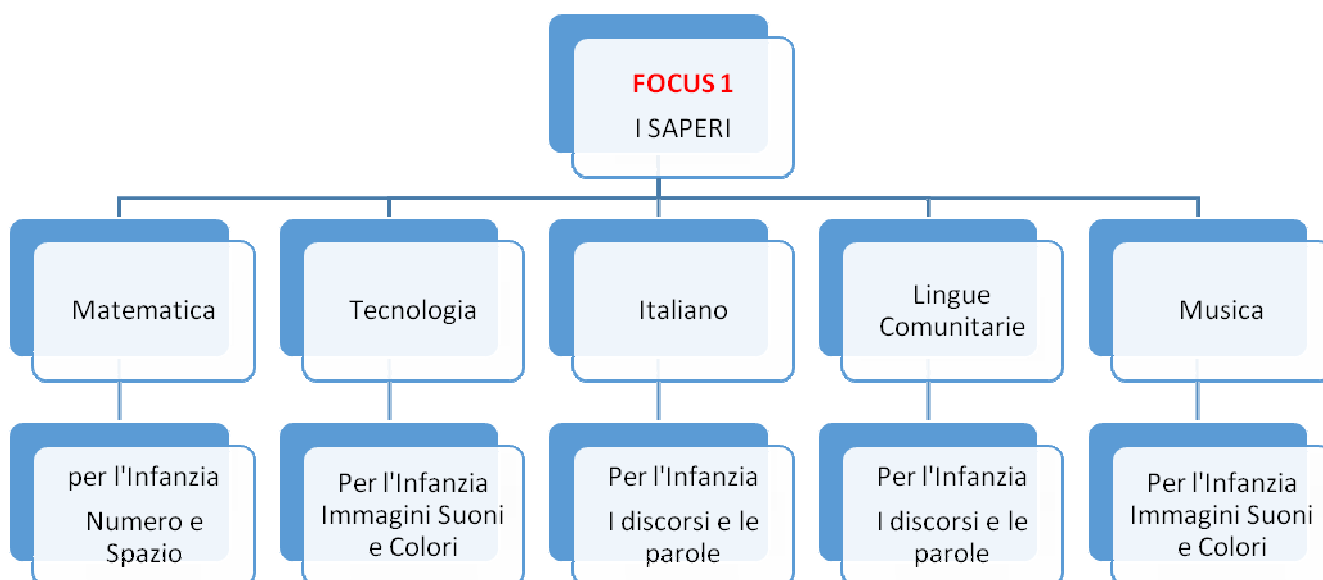 FOCUS 1
I SAPERI
Matematica
Tecnologia
Italiano
Lingue
Comunitarie
Musica
per l'Infanzia
Numero e
Spazio
Per l'Infanzia
Immagini Suoni
e Colori
Per l'Infanzia
I discorsi e le
parole
Per l'Infanzia
I discorsi e le
parole
Per l'Infanzia
Immagini Suoni
e Colori